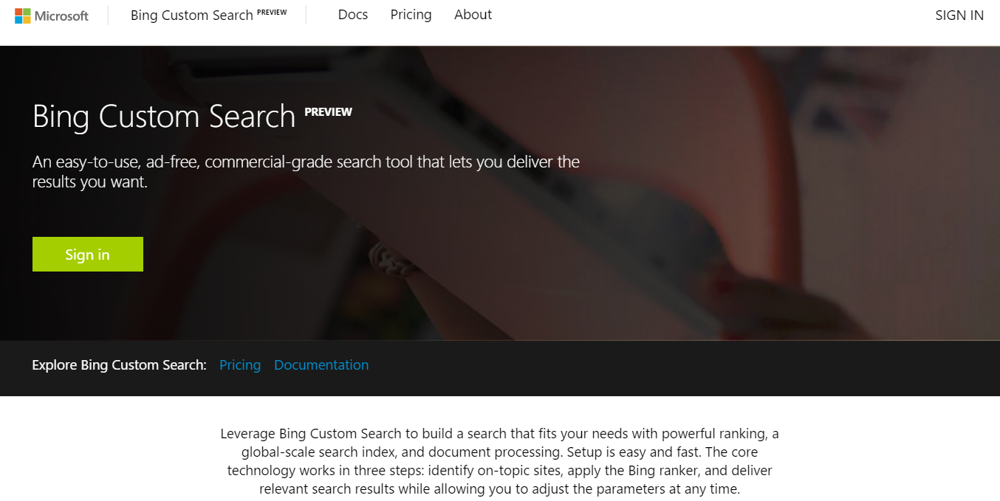 Microsoft Bing Custom Search PREVIEW Docs Pricing About SIGN IN
Bing Custom Search PREVIEW
An easy-to-use, ad-free, commercial-grade search tool that lets you deliver the
results you want.
Sign in
Explore Bing Custom Search: Pricing Documentation
Leverage Bing Custom Search to build a search that fits your needs with powerful ranking, a
global-scale search index, and document processing. Setup is easy and fast. The core
technology works in three steps: identify on-topic sites, apply the Bing ranker, and deliver
relevant search results while allowing you to adjust the parameters at any time.